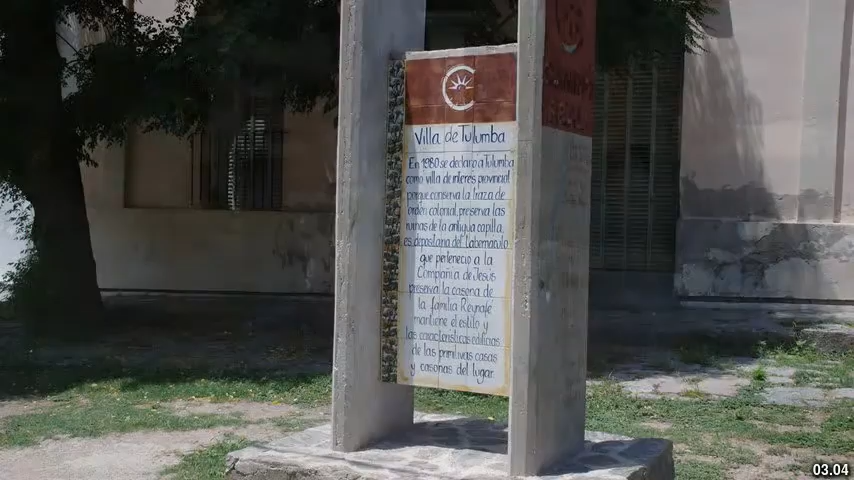 Villa de Tulumba
En 1980 se declaró a Tulumba
como villa de interés provincial
porque conserva la traza de
orden colonial, preserva las
ruinas de la antigua capilla,
es depositaria del Tabernáculo
que perteneció a la
Compañía de Jesús
preserva la casona de
la familia Reynafé
mantiene el estilo y
las características edilicias
de las primitivas casas
y casonas del lugar.
03.04